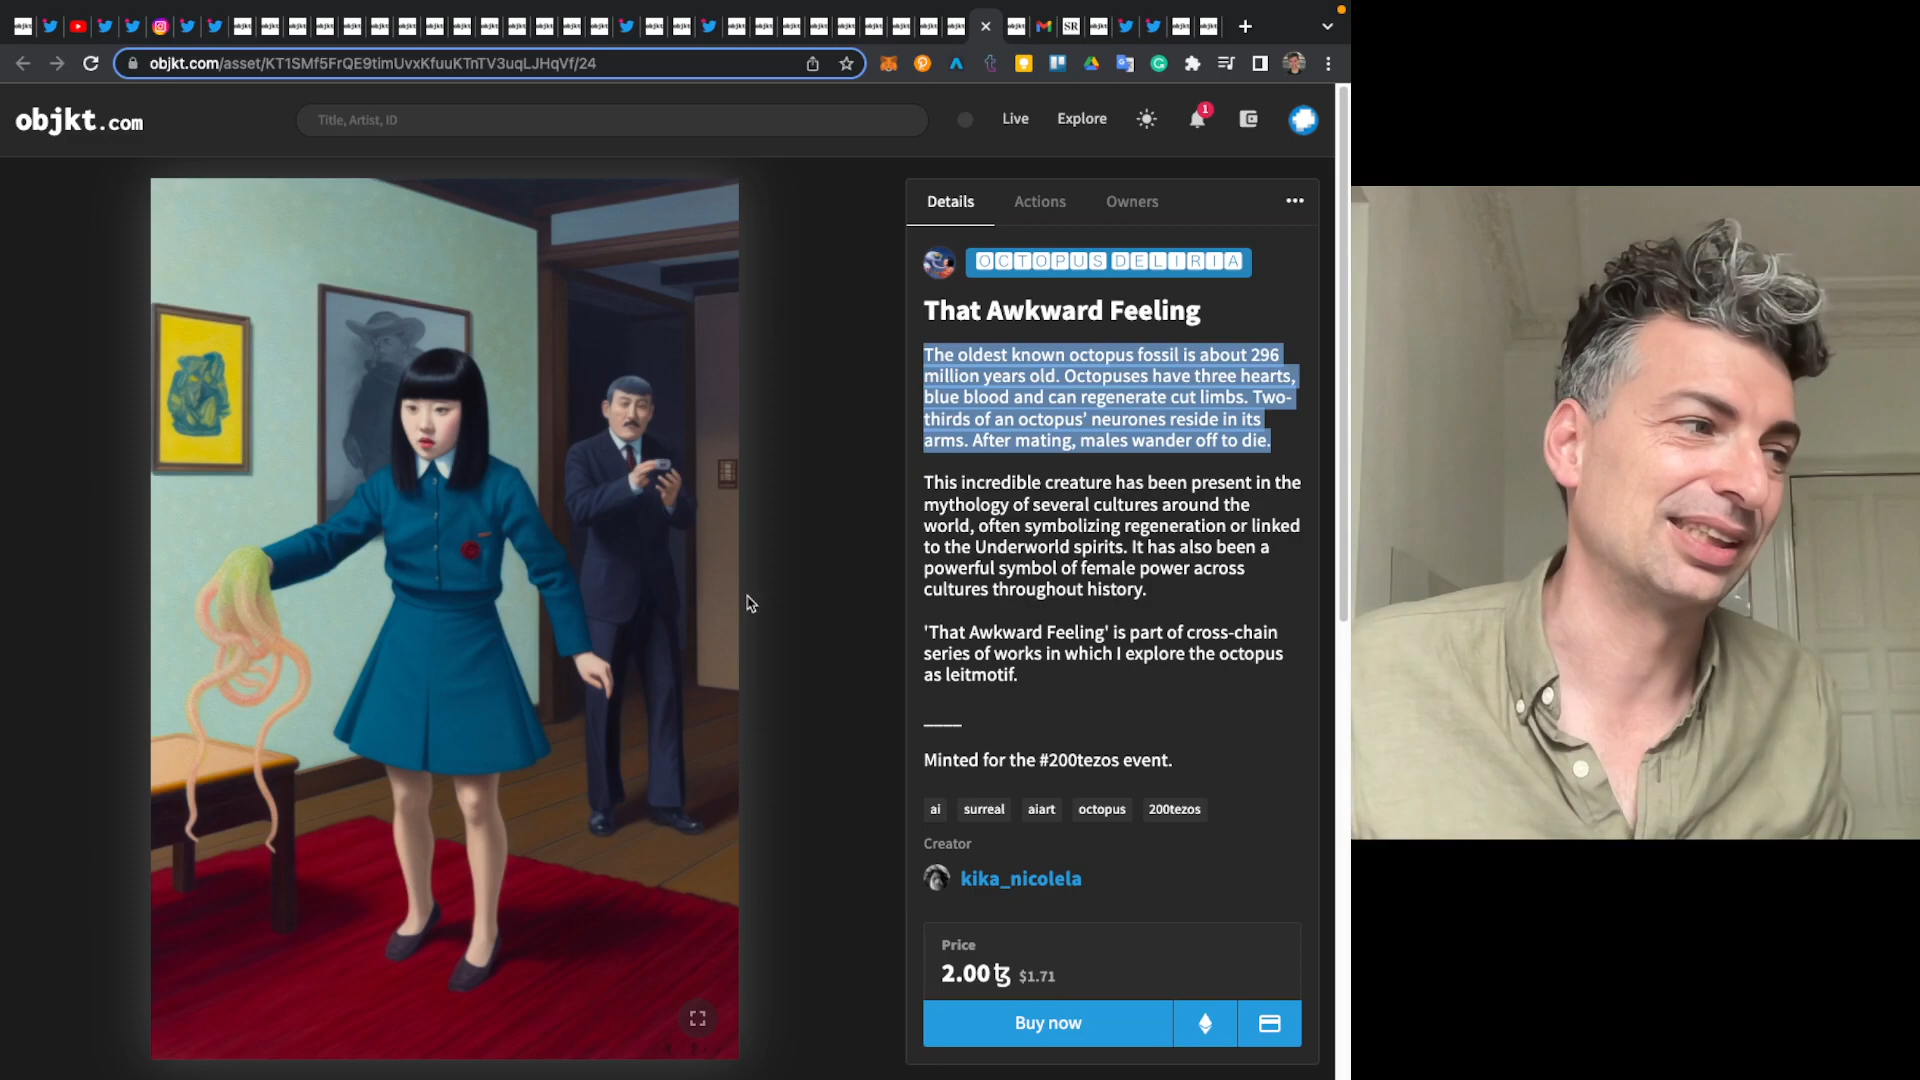 objkt.com/asset/KT1SMf5FrQE9timUvxKfuuKTnTV3uqLJHqVf/24
objkt.com
Title, Artist, ID
Live
Explore
1
Details
Actions
Owners
OCTOPUS DELIRIA
That Awkward Feeling
The oldest known octopus fossil is about 296
million years old. Octopuses have three hearts,
blue blood and can regenerate cut limbs. Two-
thirds of an octopus' neurones reside in its
arms. After mating, males wander off to die.
This incredible creature has been present in the
mythology of several cultures around the
world, often symbolizing regeneration or linked
to the Underworld spirits. It has also been a
powerful symbol of female power across
cultures throughout history.
'That Awkward Feeling' is part of cross-chain
series of works in which I explore the octopus
as leitmotif.
____
Minted for the #200tezos event.
ai
surreal
aiart
octopus
200tezos
Creator
kika_nicolela
Price
2.00 ꜩ $1.71
Buy now